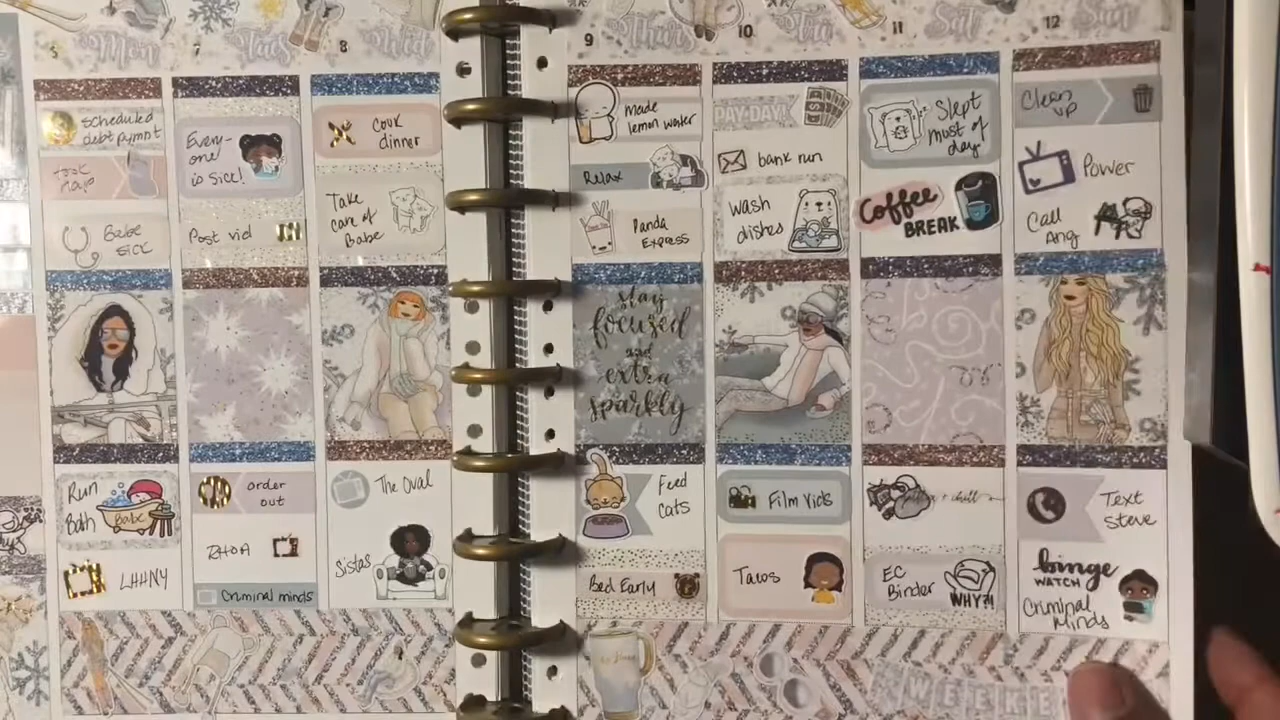 5
Mon
7
Tues
8
Wed
9
Thurs
10
Fri
11
Sat
12
Sun
scheduled
debt pymnt
took
nap
Babe
sick
Every-
one
is sick!
Post vid
Cook
dinner
Take
care of
Babe
made
lemon water
Relax
Panda
Express
PAY DAY!
bank run
wash
dishes
Slept
most of
day
Coffee
BREAK
Clean
up
Power
Call
Ang
stay
focused
and
extra
sparkly
Run
Bath
Babe
LHHNY
order
out
RHOA
Criminal minds
The Oval
Sistas
Feed
Cats
Bed Early
Film Vids
Tacos
+ chill
EC
Binder
WHY?!
Text
Steve
binge
WATCH
Criminal
Minds
WEEKE